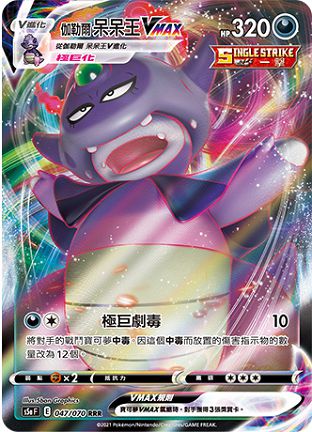 V進化
伽勒爾 呆呆王VMAX
HP 320
從伽勒爾 呆呆王V進化
極巨化
SINGLE STRIKE
一擊
極巨劇毒
10
將對手的戰鬥寶可夢中毒。因這個中毒而放置的傷害指示物的數
量改為12個。
弱點 ×2 抵抗力
VMAX規則
Illus. 5ban Graphics
s5a F E 047/070 RRR
寶可夢VMAX氣絕時,對手獲得3張獎賞卡。
©2021 Pokémon/Nintendo/Creatures/GAME FREAK.